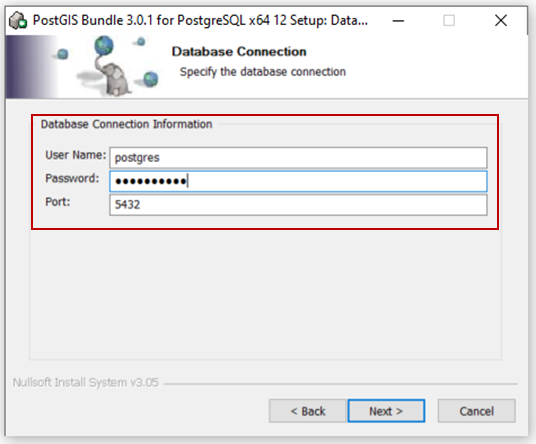 PostGIS Bundle 3.0.1 for PostgreSQL x64 12 Setup: Data...
Database Connection
Specify the database connection
Database Connection Information
User Name: postgres
Password: ●●●●●●●●●●
Port: 5432
Nullsoft Install System v3.05
< Back Next > Cancel